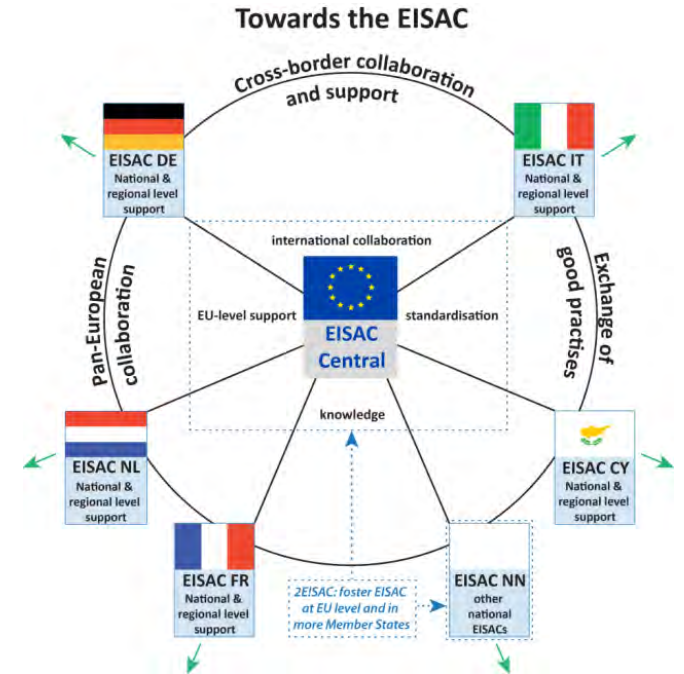 Towards the EISAC
Cross-border collaboration
and support
EISAC DE
National &
regional level
support
EISAC IT
National &
regional level
support
international collaboration
Pan-European
collaboration
EU-level support
EISAC
Central
standardisation
Exchange of
good practises
knowledge
EISAC NL
National &
regional level
support
EISAC CY
National &
regional level
support
EISAC FR
National &
regional level
support
2EISAC: foster EISAC
at EU level and in
more Member States
EISAC NN
other
national
EISACs